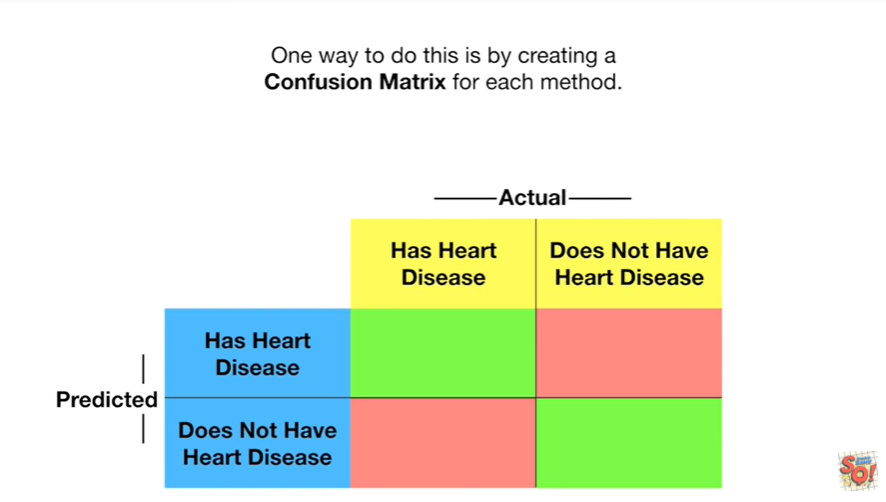 One way to do this is by creating a
Confusion Matrix for each method.
Actual
Has Heart
Disease
Does Not Have
Heart Disease
Has Heart
Disease
Predicted
Does Not Have
Heart Disease
SQ!